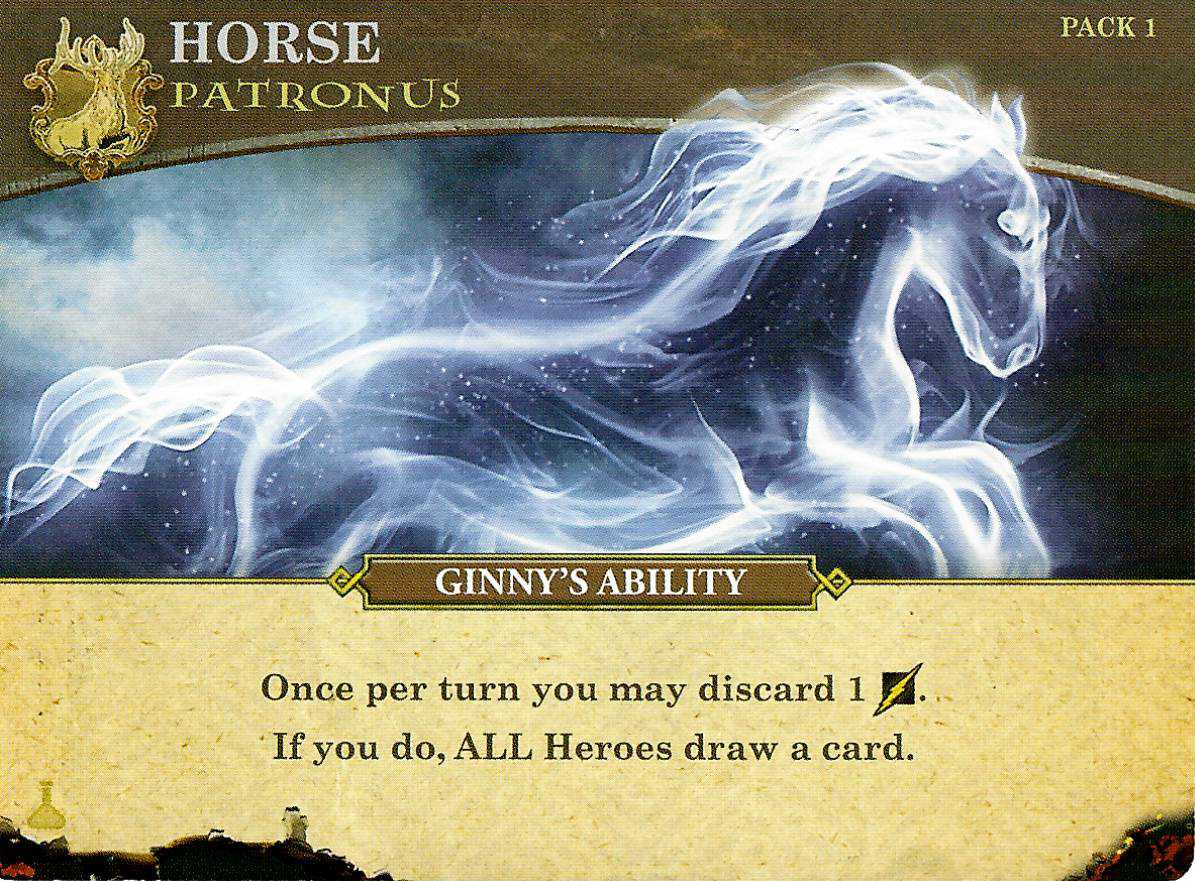 HORSE
PATRONUS
PACK 1
GINNY'S ABILITY
Once per turn you may discard 1 .
If you do, ALL Heroes draw a card.